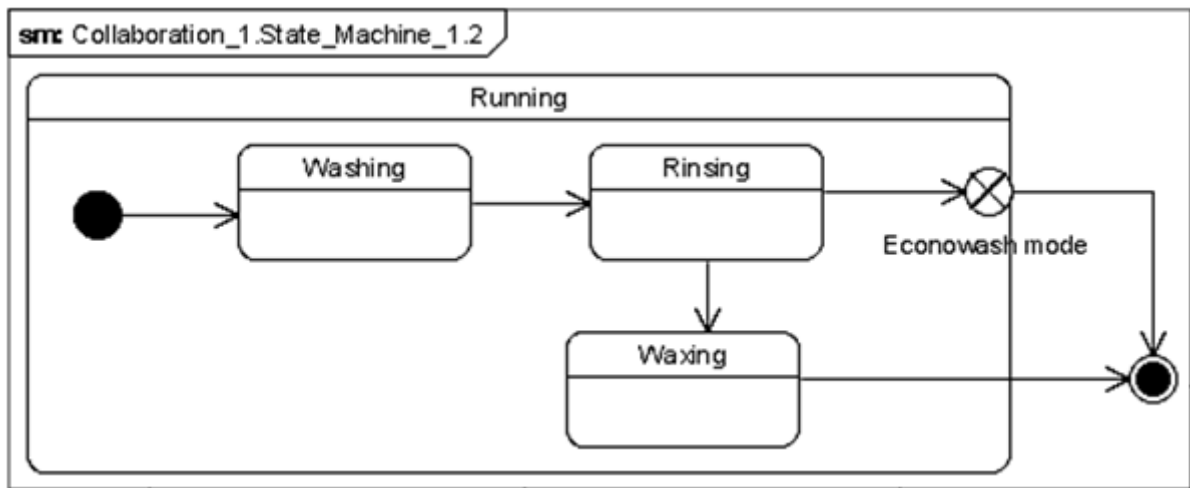 sm: Collaboration_1.State_Machine_1.2
Running
Washing
Rinsing
Econowash mode
Waxing